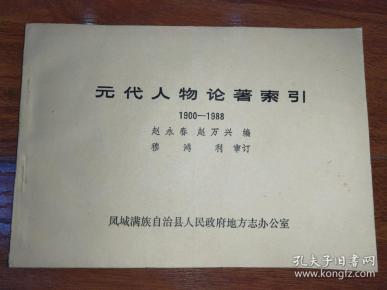 元代人物论著索引
1900—1988
赵永春 赵万兴 编
穆鸿利 审订
凤城满族自治县人民政府地方志办公室
孔夫子旧书网